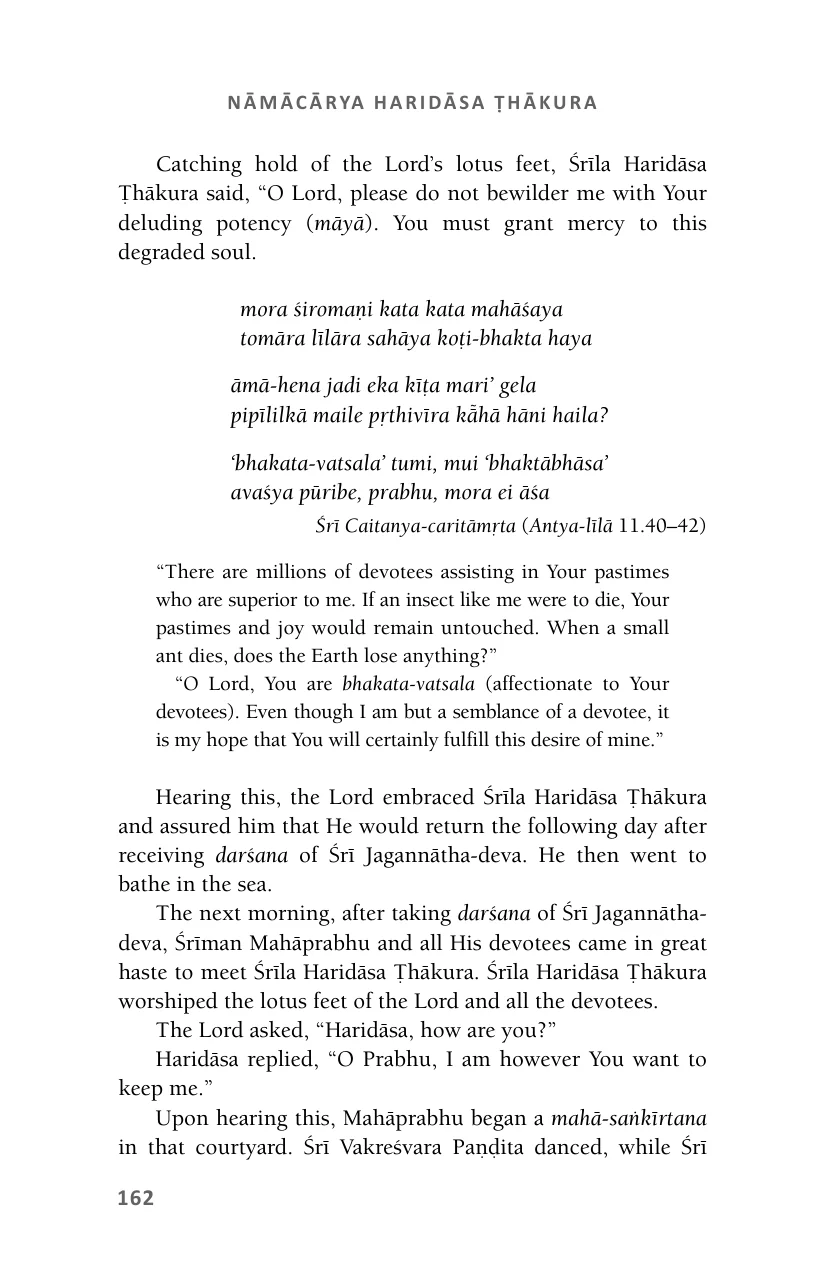 NĀMĀCĀRYA HARIDĀSA ṬHĀKURA
Catching hold of the Lord’s lotus feet, Śrīla Haridāsa
Ṭhākura said, “O Lord, please do not bewilder me with Your
deluding potency (māyā). You must grant mercy to this
degraded soul.
mora śiromaṇi kata kata mahāśaya
tomāra līlāra sahāya koṭi-bhakta haya
āmā-hena jadi eka kīṭa mari’ gela
pipīlilkā maile pṛthivīra kā̃hā hāni haila?
‘bhakata-vatsala’ tumi, mui ‘bhaktābhāsa’
avaśya pūribe, prabhu, mora ei āśa
Śrī Caitanya-caritāmṛta (Antya-līlā 11.40–42)
“There are millions of devotees assisting in Your pastimes
who are superior to me. If an insect like me were to die, Your
pastimes and joy would remain untouched. When a small
ant dies, does the Earth lose anything?”
“O Lord, You are bhakata-vatsala (affectionate to Your
devotees). Even though I am but a semblance of a devotee, it
is my hope that You will certainly fulfill this desire of mine.”
Hearing this, the Lord embraced Śrīla Haridāsa Ṭhākura
and assured him that He would return the following day after
receiving darśana of Śrī Jagannātha-deva. He then went to
bathe in the sea.
The next morning, after taking darśana of Śrī Jagannātha-
deva, Śrīman Mahāprabhu and all His devotees came in great
haste to meet Śrīla Haridāsa Ṭhākura. Śrīla Haridāsa Ṭhākura
worshiped the lotus feet of the Lord and all the devotees.
The Lord asked, “Haridāsa, how are you?”
Haridāsa replied, “O Prabhu, I am however You want to
keep me.”
Upon hearing this, Mahāprabhu began a mahā-saṅkīrtana
in that courtyard. Śrī Vakreśvara Paṇḍita danced, while Śrī
162